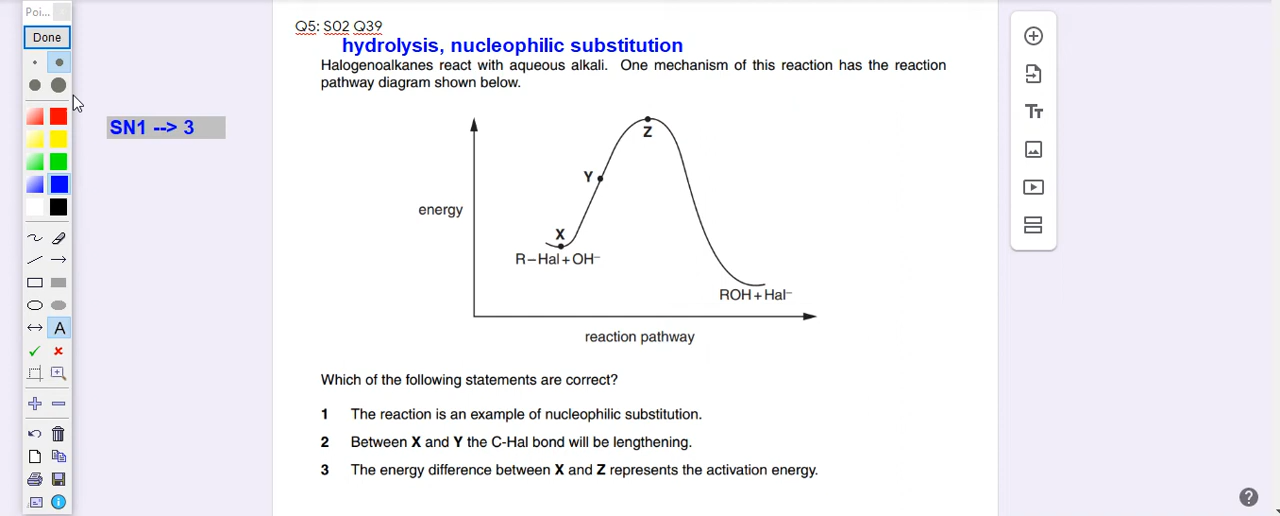 Poi...
Done
SN1 --> 3
Q5: S02 Q39
hydrolysis, nucleophilic substitution
Halogenoalkanes react with aqueous alkali. One mechanism of this reaction has the reaction
pathway diagram shown below.
Z
Y
energy
X
R–Hal + OH⁻
ROH + Hal⁻
reaction pathway
Which of the following statements are correct?
1 The reaction is an example of nucleophilic substitution.
2 Between X and Y the C-Hal bond will be lengthening.
3 The energy difference between X and Z represents the activation energy.
A
Tт